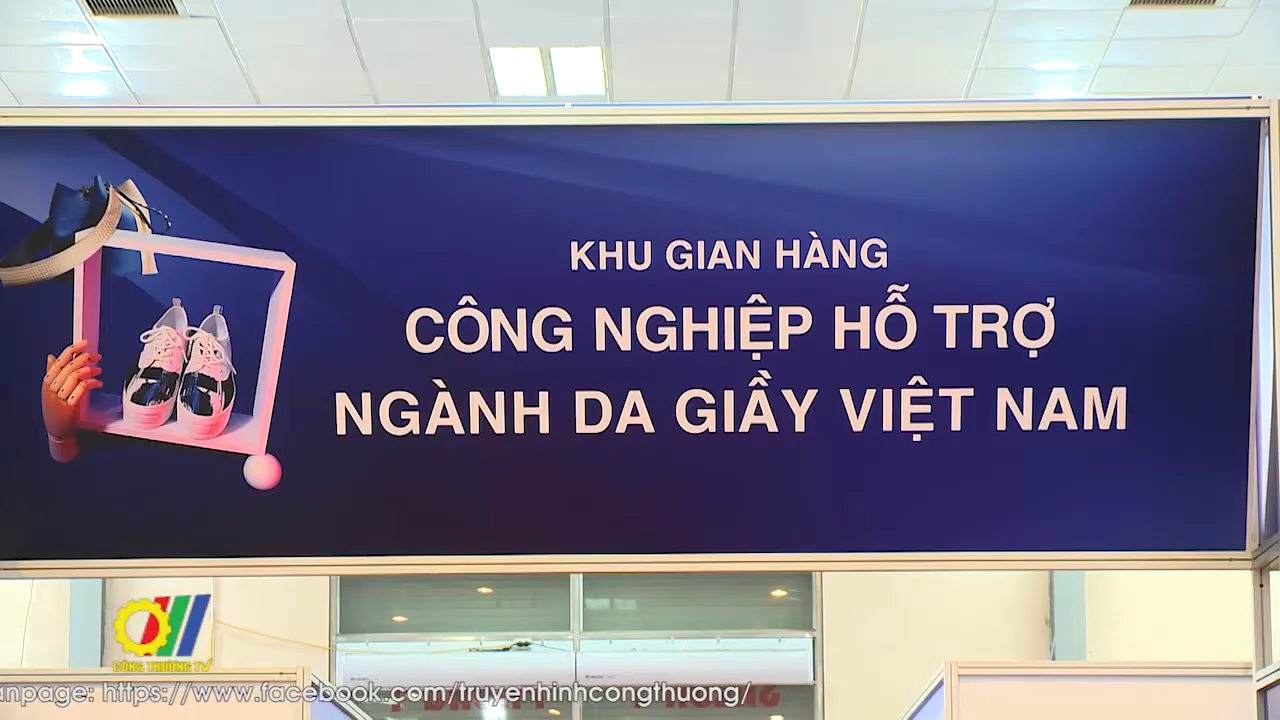 KHU GIAN HÀNG
CÔNG NGHIỆP HỖ TRỢ
NGÀNH DA GIẦY VIỆT NAM
CÔNG THƯƠNG TV
anpage: https://www.facebook.com/truyenhinhcongthuong/